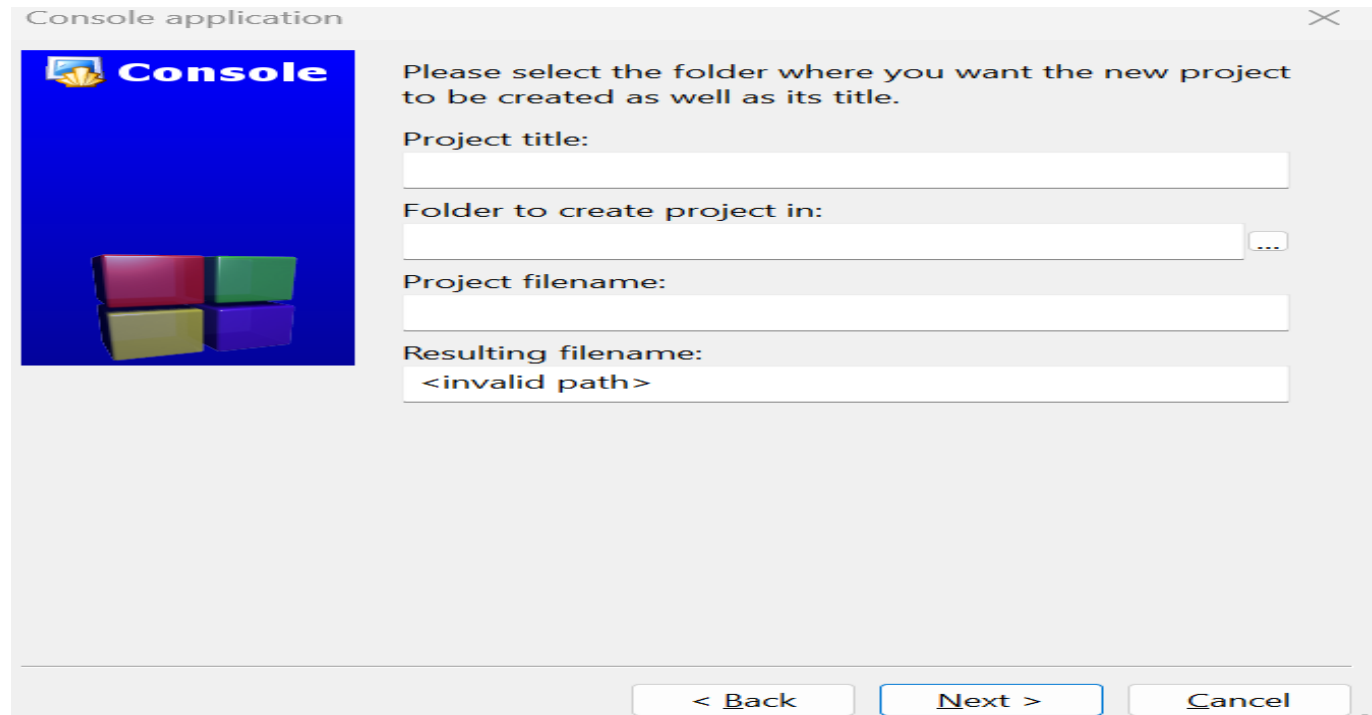 Console application
Console
Please select the folder where you want the new project
to be created as well as its title.
Project title:
Folder to create project in:
...
Project filename:
Resulting filename:
<invalid path>
< Back
Next >
Cancel